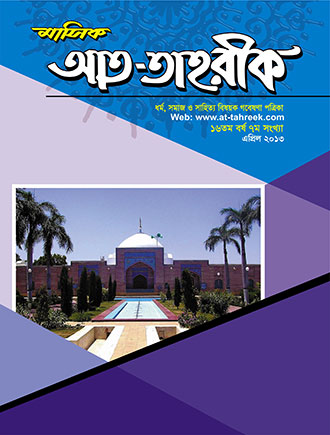 মাসিক
আত-তাহরীক
ধর্ম, সমাজ ও সাহিত্য বিষয়ক গবেষণা পত্রিকা
Web: www.at-tahreek.com
১৬তম বর্ষ ৭ম সংখ্যা
এপ্রিল ২০১৩